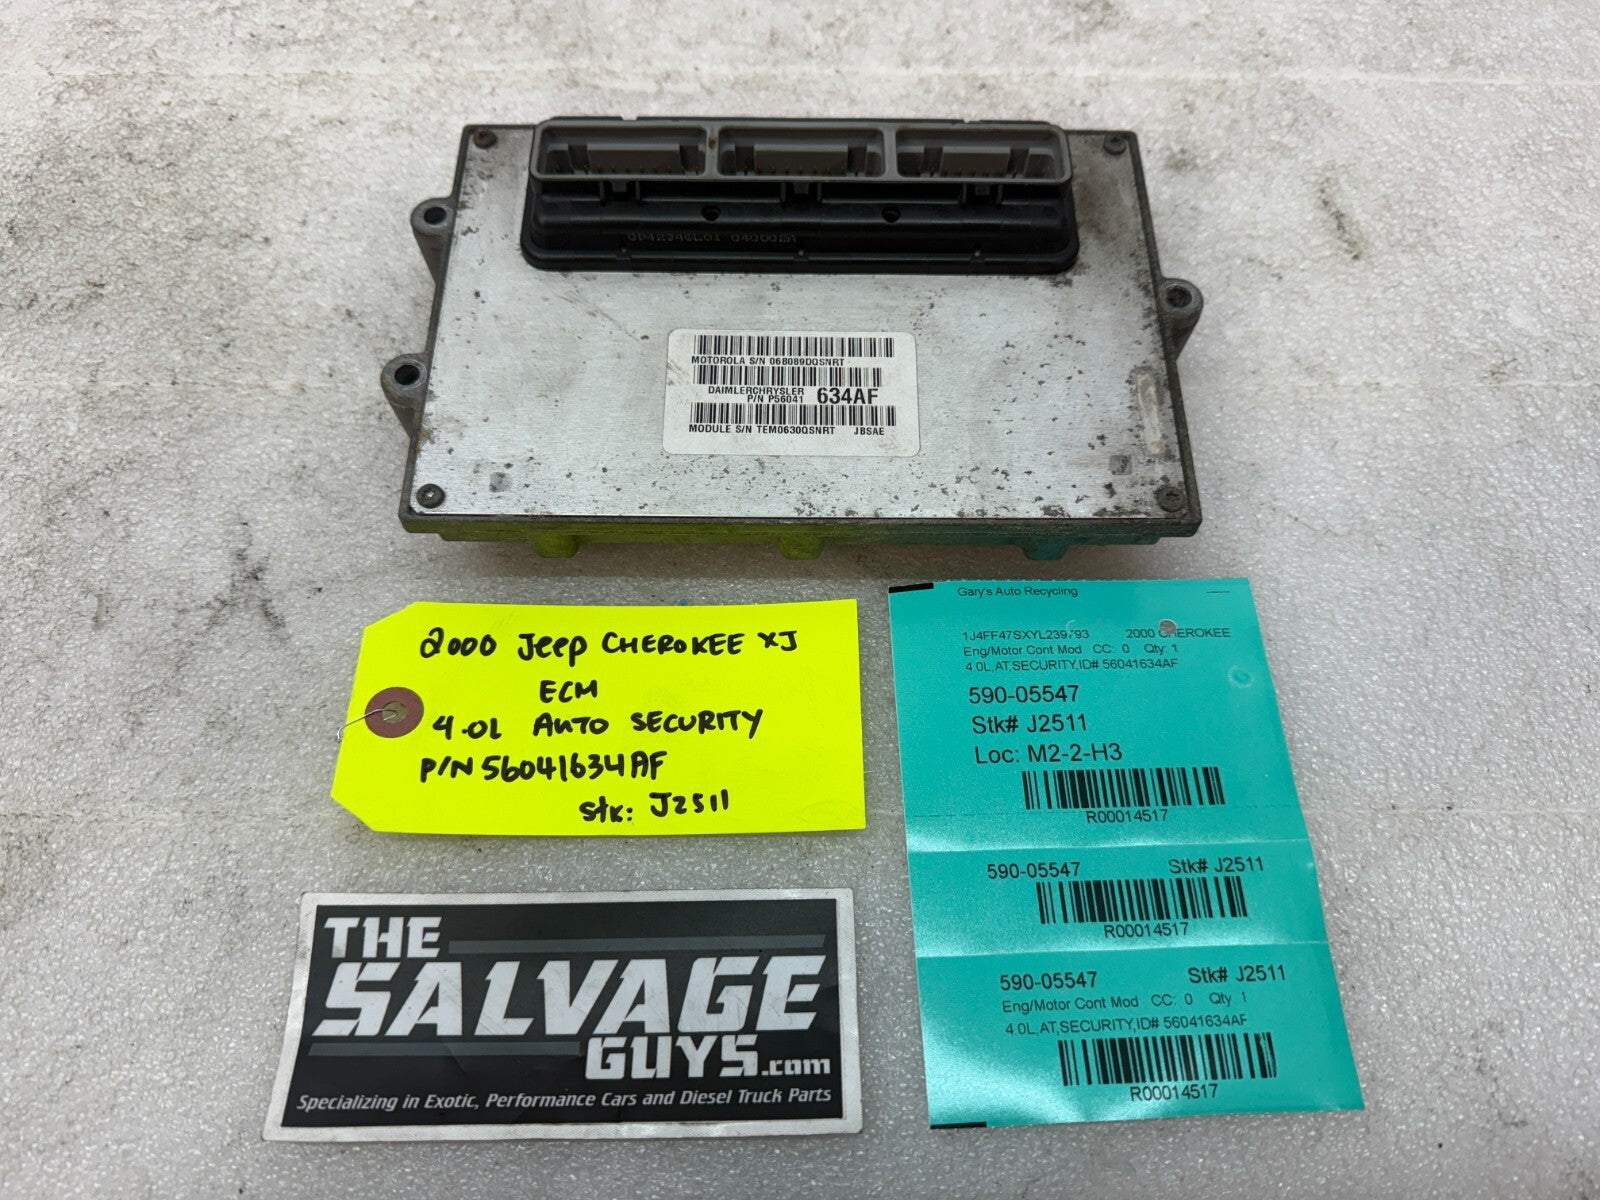 0942348L01 040002A
MOTOROLA S/N 06B089DQSNRT
DAIMLERCHRYSLER
P/N P56041 634AF
MODULE S/N TEM0630QSNRT JBSAE
2000 Jeep CHEROKEE XJ
ECM
4.0L AUTO SECURITY
P/N 56041634AF
Stk: J2511
Gary's Auto Recycling
1J4FF47SXYL239793 2000 CHEROKEE
Eng/Motor Cont Mod CC: 0 Qty: 1
4.0L,AT,SECURITY,ID# 56041634AF
590-05547
Stk# J2511
Loc: M2-2-H3
R00014517
590-05547 Stk# J2511
R00014517
590-05547 Stk# J2511
Eng/Motor Cont Mod CC: 0 Qty: 1
4.0L,AT,SECURITY,ID# 56041634AF
R00014517
THE
SALVAGE
GUYS.com
Specializing in Exotic, Performance Cars and Diesel Truck Parts